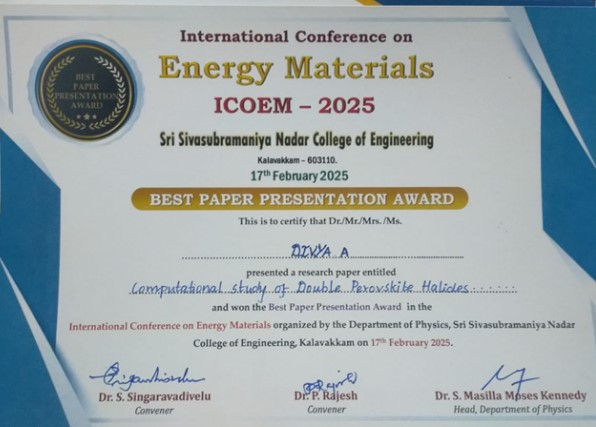 International Conference on
Energy Materials
ICOEM – 2025
BEST
PAPER
PRESENTATION
AWARD
Sri Sivasubramaniya Nadar College of Engineering
Kalavakkam – 603110.
17th February 2025
BEST PAPER PRESENTATION AWARD
This is to certify that Dr./Mr./Mrs. /Ms.
DIVYA A
presented a research paper entitled
Computational study of Double Perovskite Halides
and won the Best Paper Presentation Award in the
International Conference on Energy Materials organized by the Department of Physics, Sri Sivasubramaniya Nadar
College of Engineering, Kalavakkam on 17th February 2025.
Dr. S. Singaravadivelu
Convener
Dr. P. Rajesh
Convener
Dr. S. Masilla Moses Kennedy
Head, Department of Physics